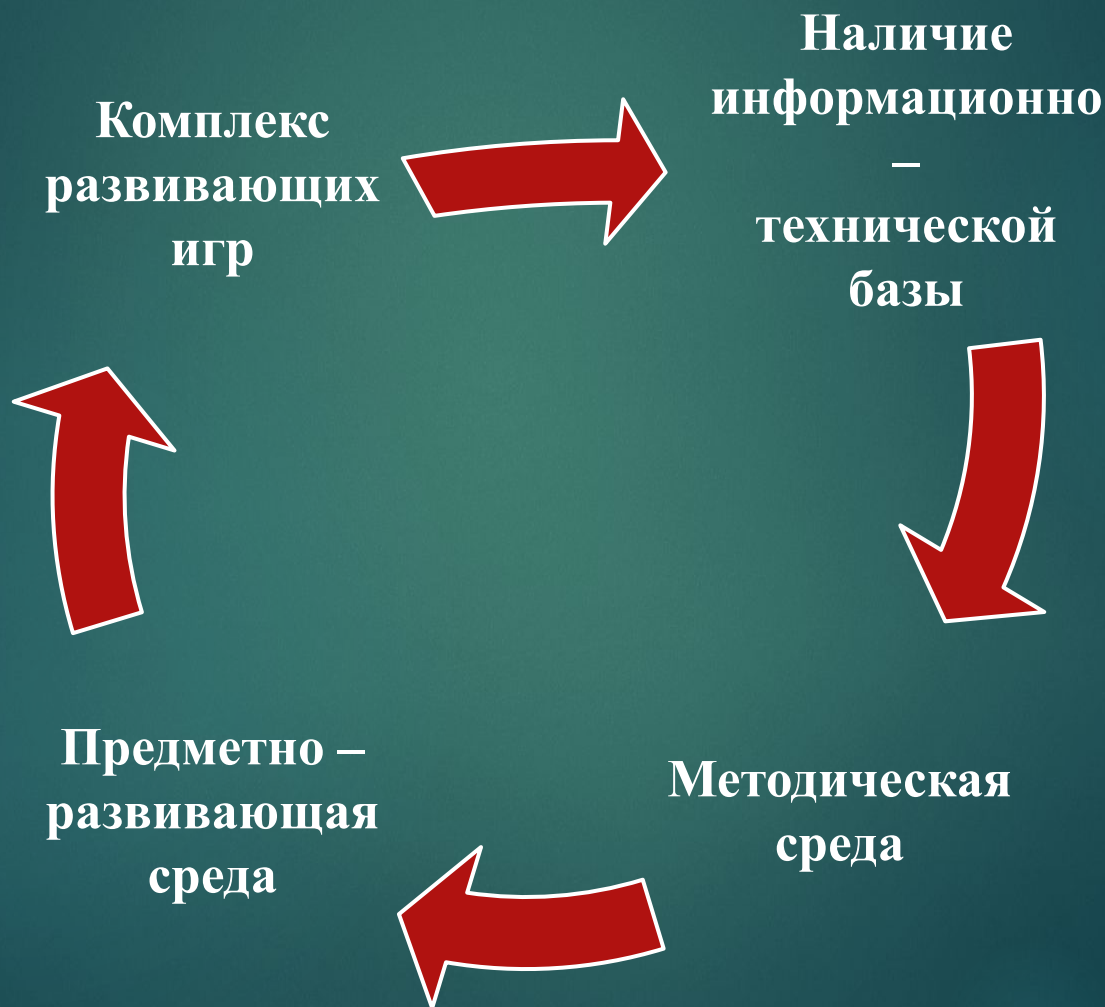 Комплекс
развивающих
игр
Наличие
информационно
–
технической
базы
Методическая
среда
Предметно –
развивающая
среда